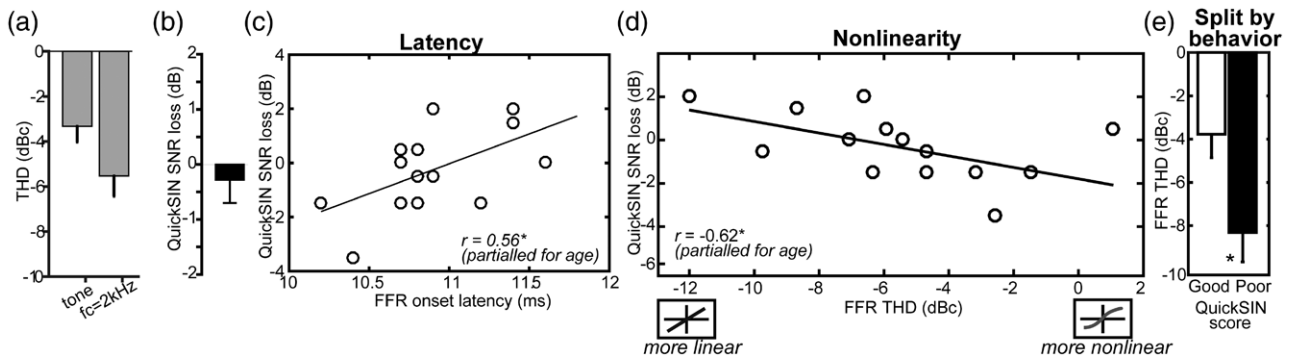 (a)
THD (dBc)
0
-2
-4
-6
-8
-10
tone
fc=2kHz
(b)
QuickSIN SNR loss (dB)
2
1
0
-1
-2
(c)
Latency
QuickSIN SNR loss (dB)
4
2
0
-2
-4
10
10.5
11
11.5
12
FFR onset latency (ms)
r = 0.56*
(partialled for age)
(d)
Nonlinearity
QuickSIN SNR loss (dB)
2
0
-2
-4
-6
-12
-10
-8
-6
-4
-2
0
2
FFR THD (dBc)
r = -0.62*
(partialled for age)
more linear
more nonlinear
(e)
Split by
behavior
FFR THD (dBc)
0
-2
-4
-6
-8
-10
*
Good Poor
QuickSIN
score